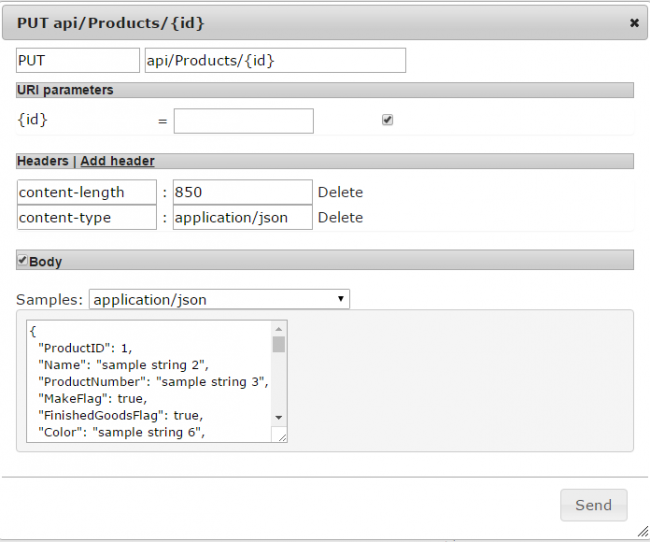 PUT api/Products/{id}
PUT api/Products/{id}
URI parameters
{id} =
Headers | Add header
content-length : 850 Delete
content-type : application/json Delete
Body
Samples: application/json
{
"ProductID": 1,
"Name": "sample string 2",
"ProductNumber": "sample string 3",
"MakeFlag": true,
"FinishedGoodsFlag": true,
"Color": "sample string 6",
Send